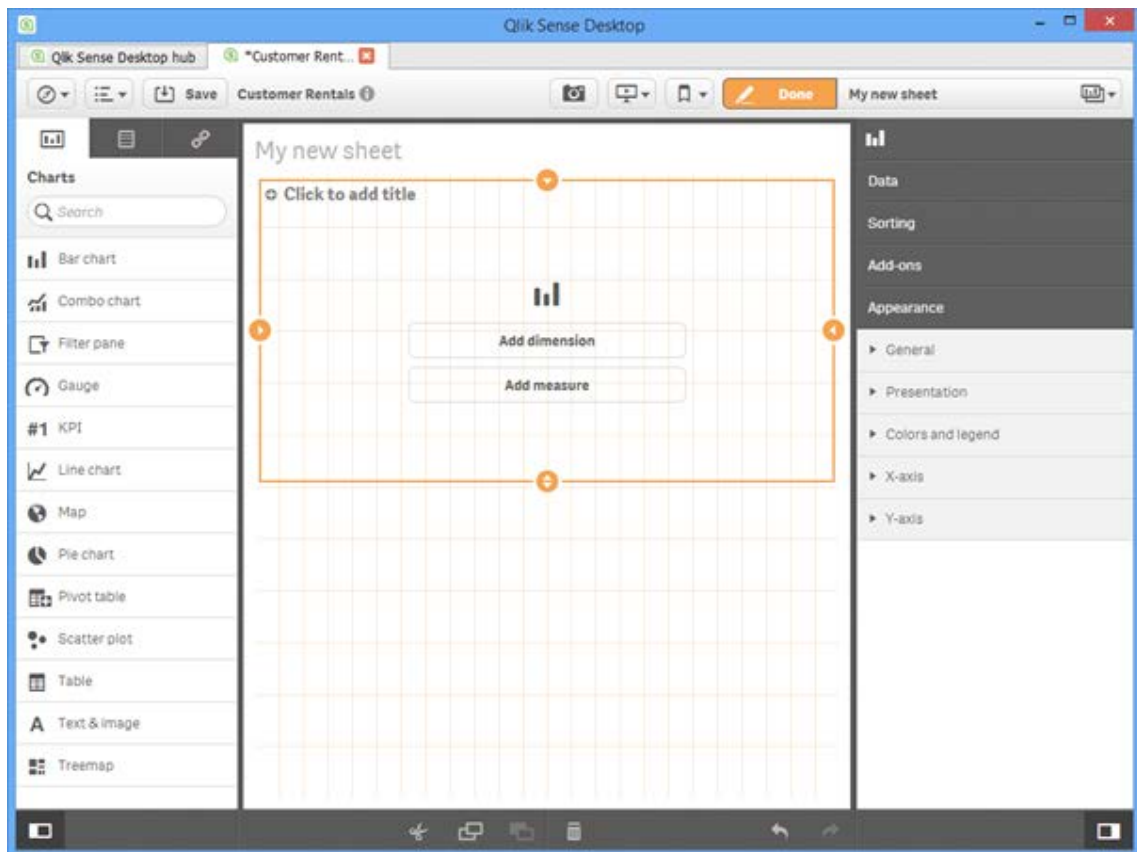 Qlik Sense Desktop
Qlik Sense Desktop hub
*Customer Rent...
Save
Customer Rentals
Done
My new sheet
Charts
Search
Bar chart
Combo chart
Filter pane
Gauge
#1 KPI
Line chart
Map
Pie chart
Pivot table
Scatter plot
Table
A Text & image
Treemap
My new sheet
Click to add title
Add dimension
Add measure
Data
Sorting
Add-ons
Appearance
General
Presentation
Colors and legend
X-axis
Y-axis